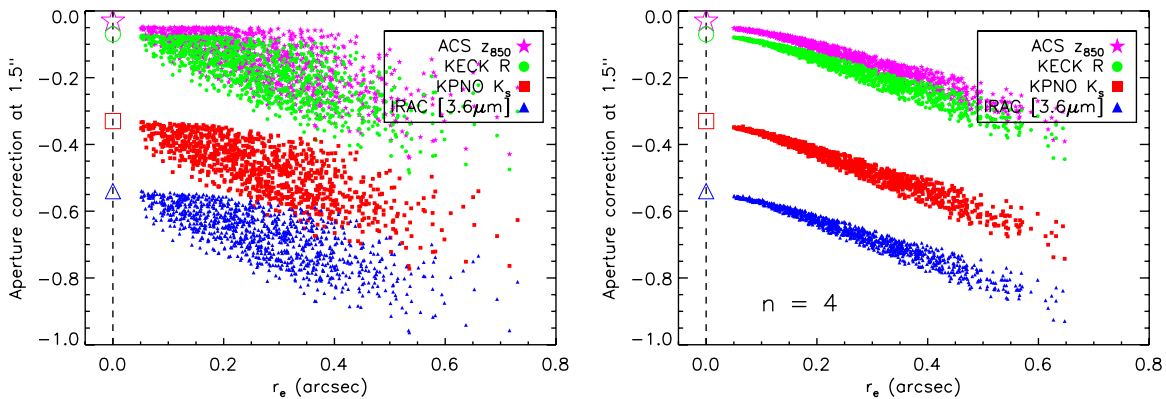 Aperture correction at 1.5"
0.0
−0.2
−0.4
−0.6
−0.8
−1.0
ACS z850
KECK R
KPNO Ks
IRAC [3.6μm]
0.0 0.2 0.4 0.6 0.8
re (arcsec)
Aperture correction at 1.5"
0.0
−0.2
−0.4
−0.6
−0.8
−1.0
ACS z850
KECK R
KPNO Ks
IRAC [3.6μm]
n = 4
0.0 0.2 0.4 0.6 0.8
re (arcsec)